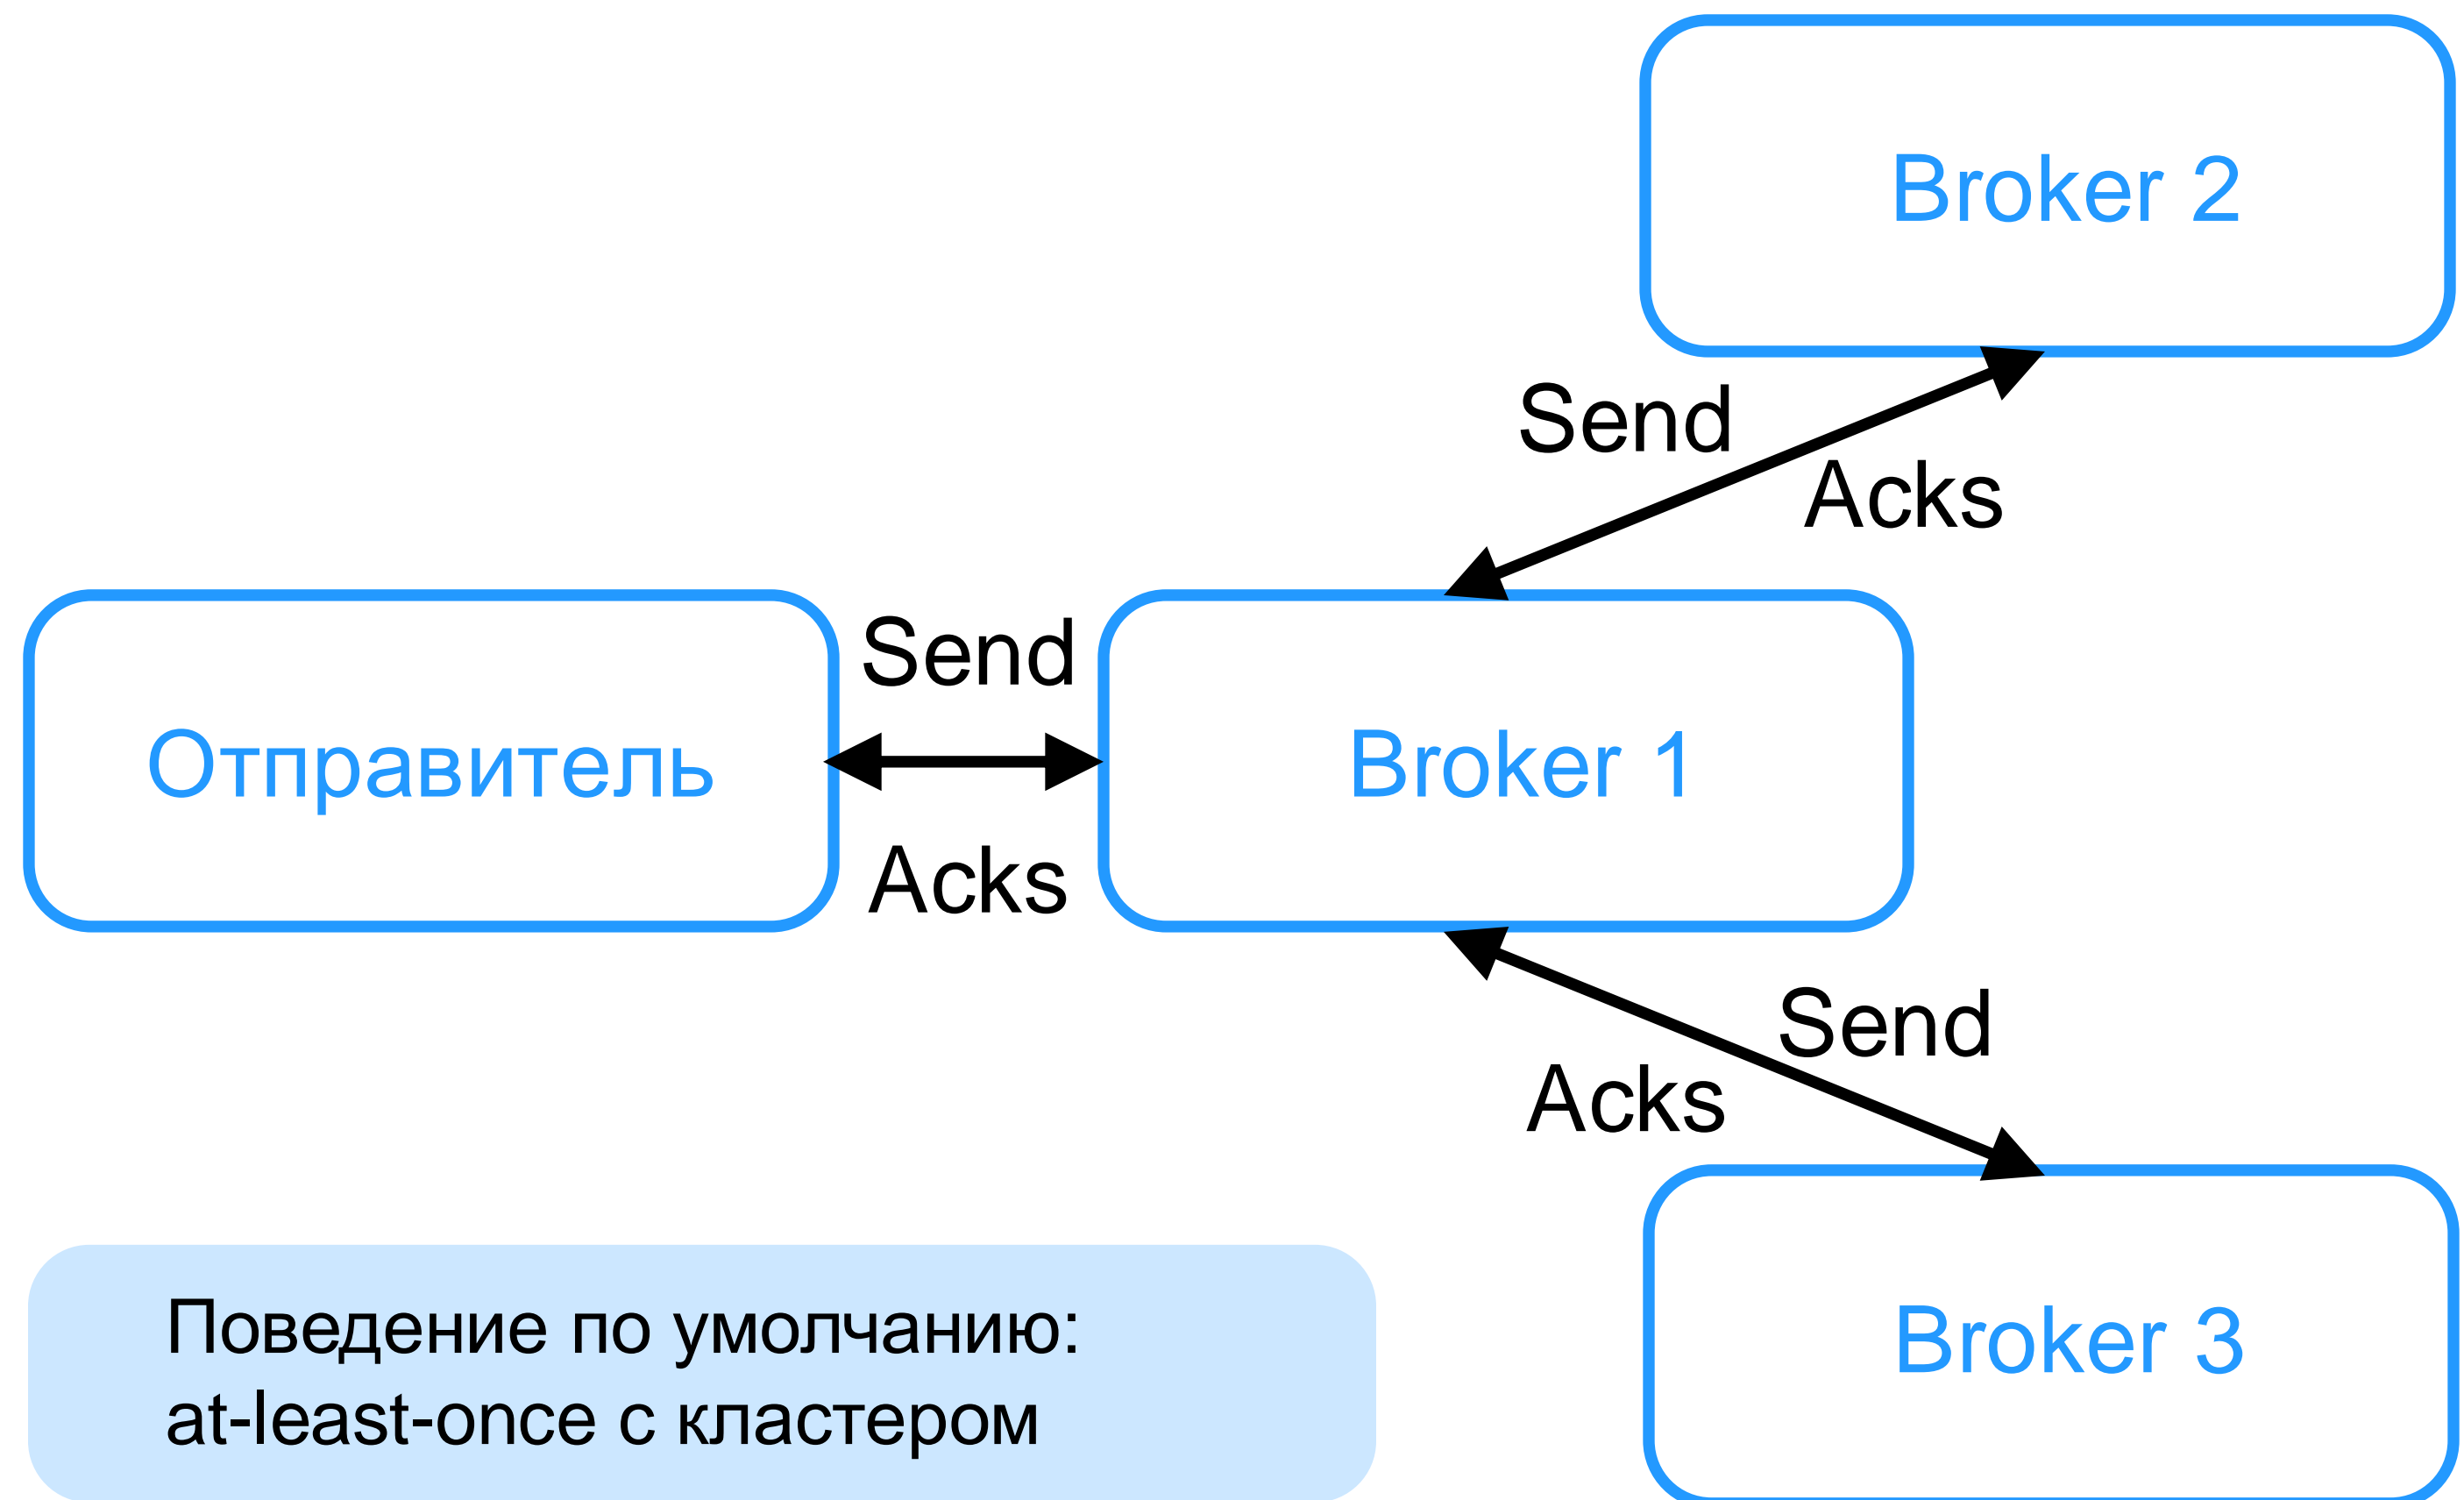 Broker 2
Send
Acks
Send
Отправитель
Broker 1
Acks
Send
Acks
Broker 3
Поведение по умолчанию:
at-least-once с кластером